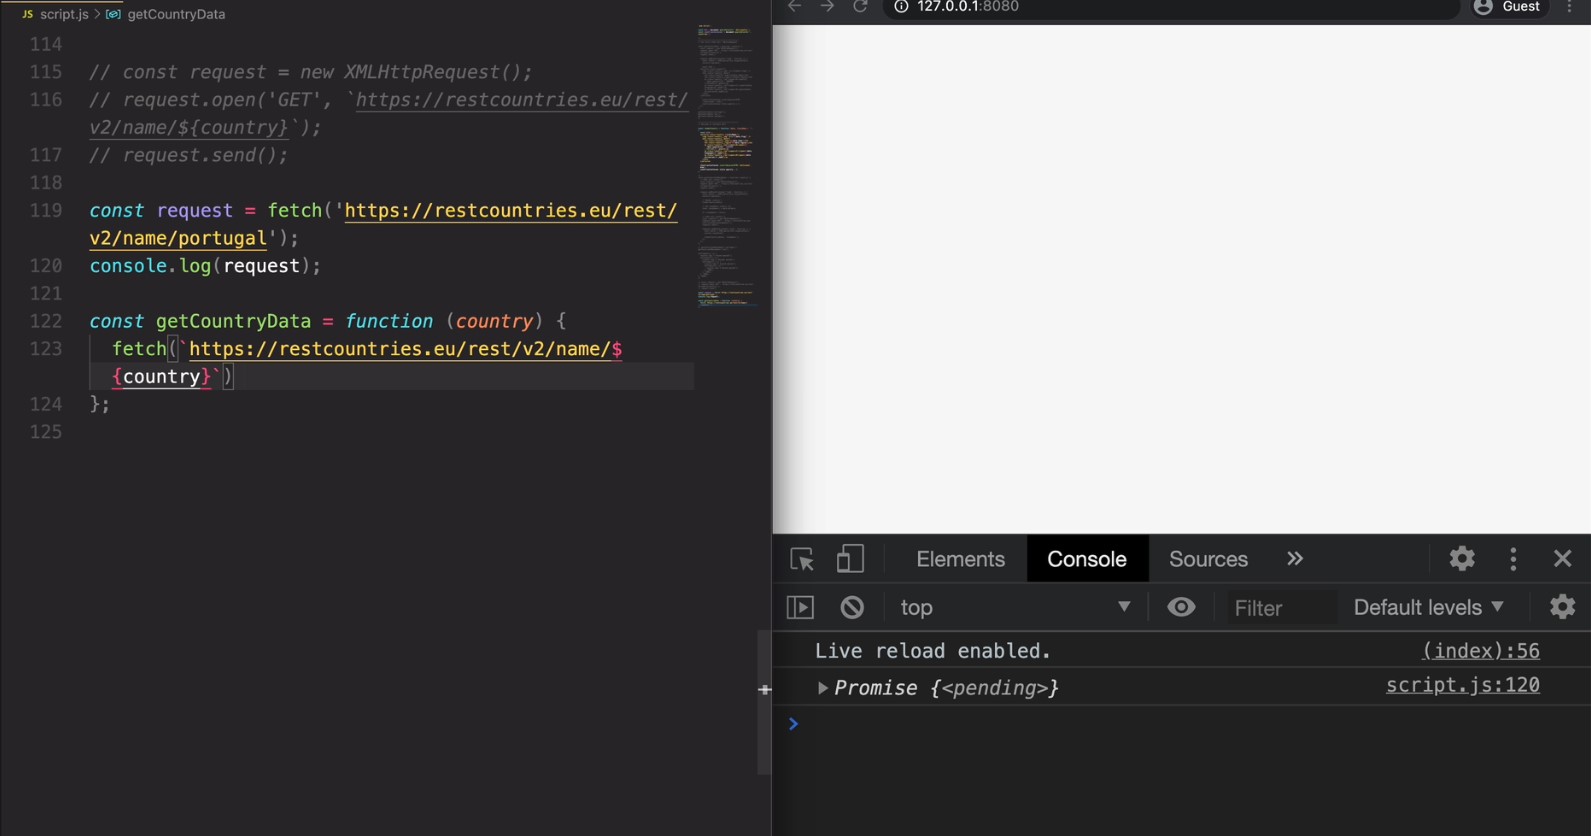 JS script.js > getCountryData
114
115 // const request = new XMLHttpRequest();
116 // request.open('GET', `https://restcountries.eu/rest/
v2/name/${country}`);
117 // request.send();
118
119 const request = fetch('https://restcountries.eu/rest/
v2/name/portugal');
120 console.log(request);
121
122 const getCountryData = function (country) {
123 fetch(`https://restcountries.eu/rest/v2/name/$
{country}`)
124 };
125
127.0.0.1:8080
Guest
Elements Console Sources »
top Filter Default levels
Live reload enabled. (index):56
Promise {<pending>} script.js:120
>